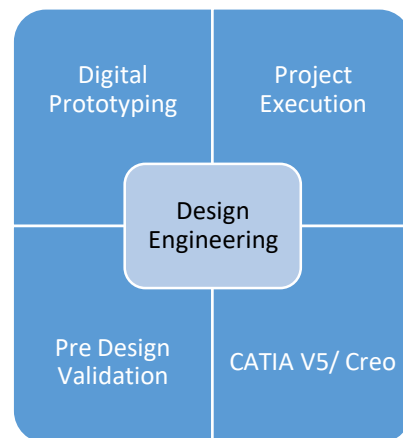 Digital
Prototyping
Project
Execution
Design
Engineering
Pre Design
Validation
CATIA V5/ Creo